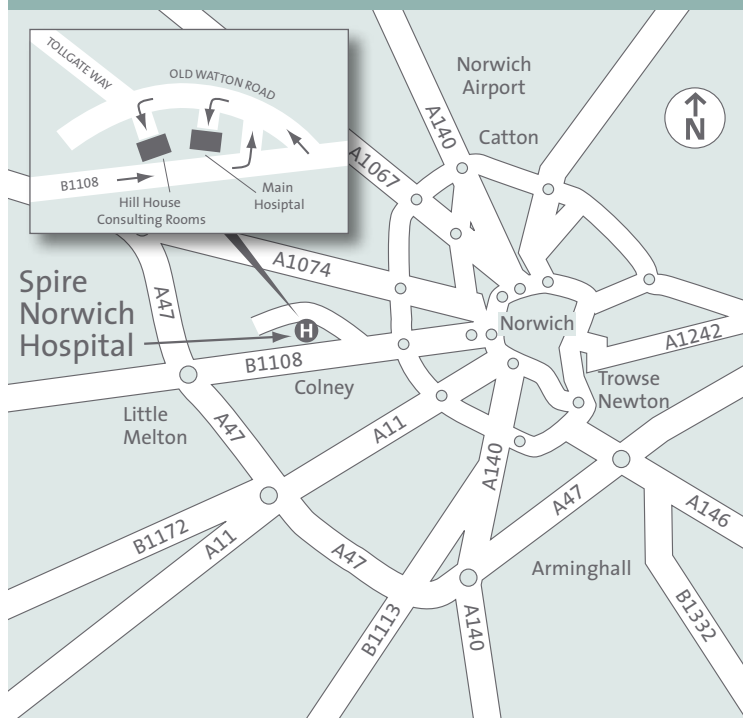 TOLLGATE WAY
OLD WATTON ROAD
B1108
Hill House
Consulting Rooms
Main
Hosiptal
Norwich
Airport
A140
Catton
N
A1067
A1074
A47
Spire
Norwich
Hospital
H
Norwich
A1242
B1108
Colney
Trowse
Newton
Little
Melton
A47
A11
A140
A47
A146
B1172
A11
A47
Arminghall
B1113
A140
B1332